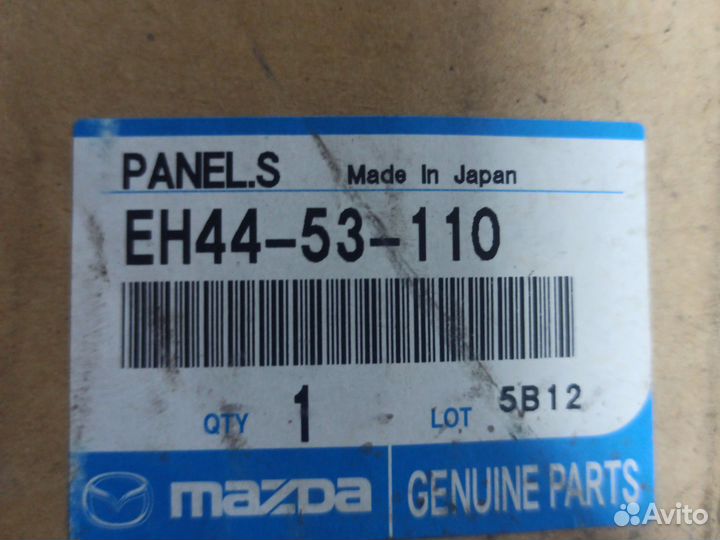 PANEL.S Made In Japan
EH44-53-110
QTY 1 LOT 5B12
mazda GENUINE PARTS
Avito